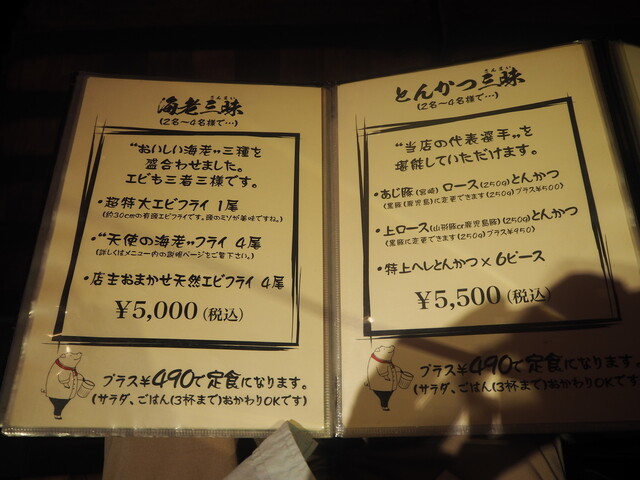 海老三昧
(2名〜4名様で…)
"おいしい海老"三種を
盛合わせました。
エビも三者三様です。
・超特大エビフライ 1尾
(約30cmの有頭エビフライです。頭のミソが美味ですね。)
・"天使の海老"フライ 4尾
(詳しくはメニュー内の説明ページをご覧下さい。)
・店主おまかせ天然エビフライ 4尾
¥5,000(税込)
プラス¥490で定食になります。
(サラダ、ごはん(3杯まで)おかわりOKです)
さんまい
とんかつ三昧
(2名〜4名様で…)
"当店の代表選手"を
堪能していただけます。
・あじ豚(宮崎) ロース(250g)とんかつ
(黒豚(鹿児島)に変更できます(250g)プラス¥500)
・上ロース(山形豚or鹿児島豚)(250g)とんかつ
(黒豚に変更できます(250g)プラス¥950)
・特上ヘレとんかつ×6ピース
¥5,500(税込)
プラス¥490で定食になります。
(サラダ、ごはん(3杯まで)おかわりOKです)